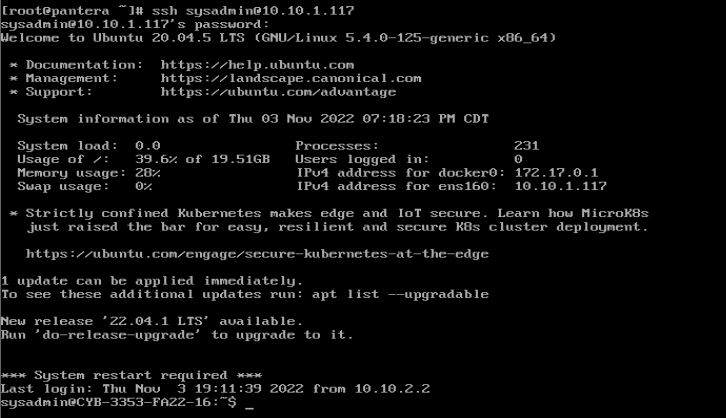 [root@pantera ~]# ssh sysadmin@10.10.1.117
sysadmin@10.10.1.117's password:
Welcome to Ubuntu 20.04.5 LTS (GNU/Linux 5.4.0-125-generic x86_64)
* Documentation:  https://help.ubuntu.com
* Management:     https://landscape.canonical.com
* Support:        https://ubuntu.com/advantage
System information as of Thu 03 Nov 2022 07:18:23 PM CDT
System load:  0.0                Processes:                231
Usage of /:   39.6% of 19.51GB   Users logged in:          0
Memory usage: 28%                IPv4 address for docker0: 172.17.0.1
Swap usage:   0%                 IPv4 address for ens160:  10.10.1.117
* Strictly confined Kubernetes makes edge and IoT secure. Learn how MicroK8s
just raised the bar for easy, resilient and secure K8s cluster deployment.
https://ubuntu.com/engage/secure-kubernetes-at-the-edge
1 update can be applied immediately.
To see these additional updates run: apt list --upgradable
New release '22.04.1 LTS' available.
Run 'do-release-upgrade' to upgrade to it.
*** System restart required ***
Last login: Thu Nov  3 19:11:39 2022 from 10.10.2.2
sysadmin@CYB-3353-FA22-16:~$ _